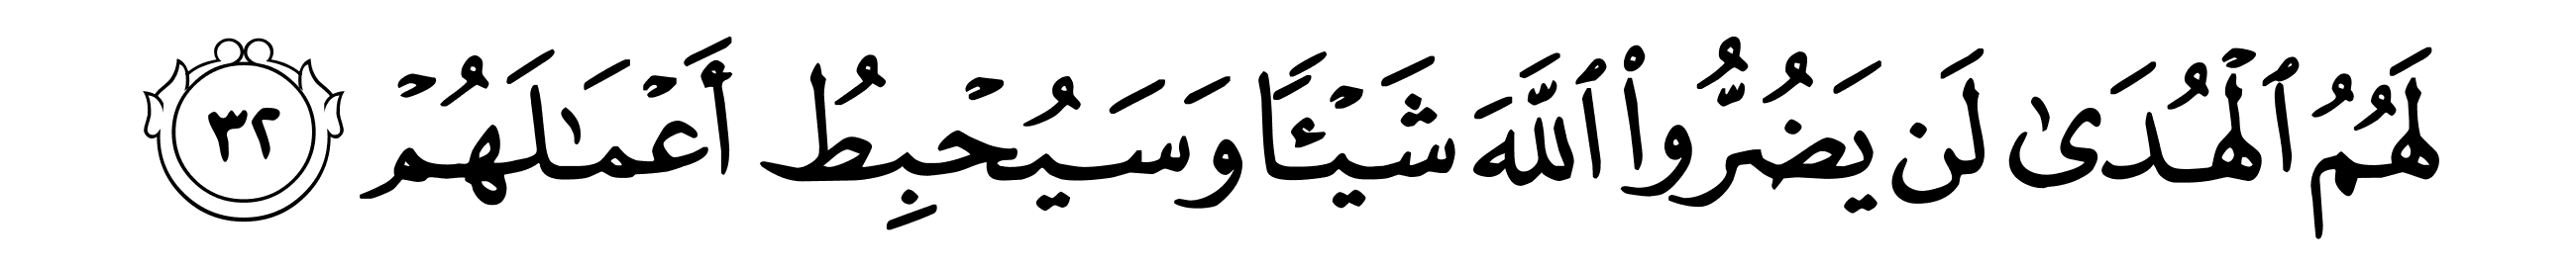 لَهُمُ ٱلْهُدَىٰ لَن يَضُرُّوا۟ ٱللَّهَ شَيْـًٔا وَسَيُحْبِطُ أَعْمَـٰلَهُمْ ٣٢